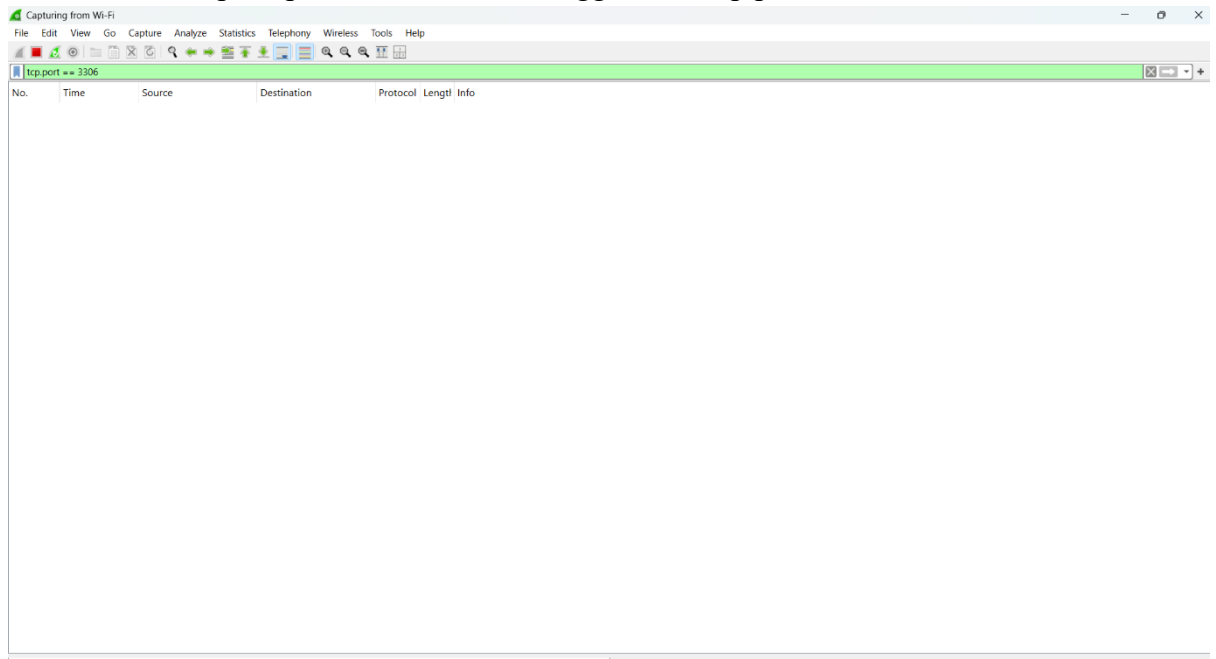 Capturing from Wi-Fi
File Edit View Go Capture Analyze Statistics Telephony Wireless Tools Help
tcp.port == 3306
No. Time Source Destination Protocol Length Info